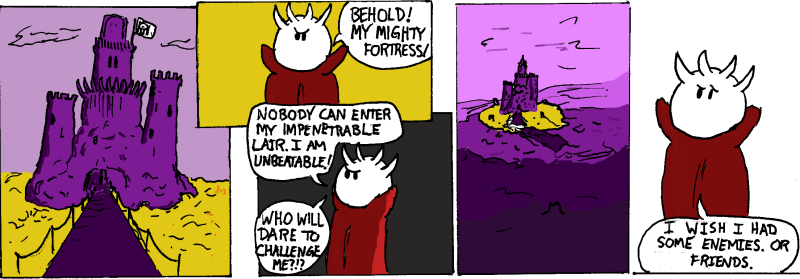 BEHOLD!
MY MIGHTY
FORTRESS!
NOBODY CAN ENTER
MY IMPENETRABLE
LAIR. I AM
UNBEATABLE!
WHO WILL
DARE TO
CHALLENGE
ME?!?
I WISH I HAD
SOME ENEMIES. OR
FRIENDS.